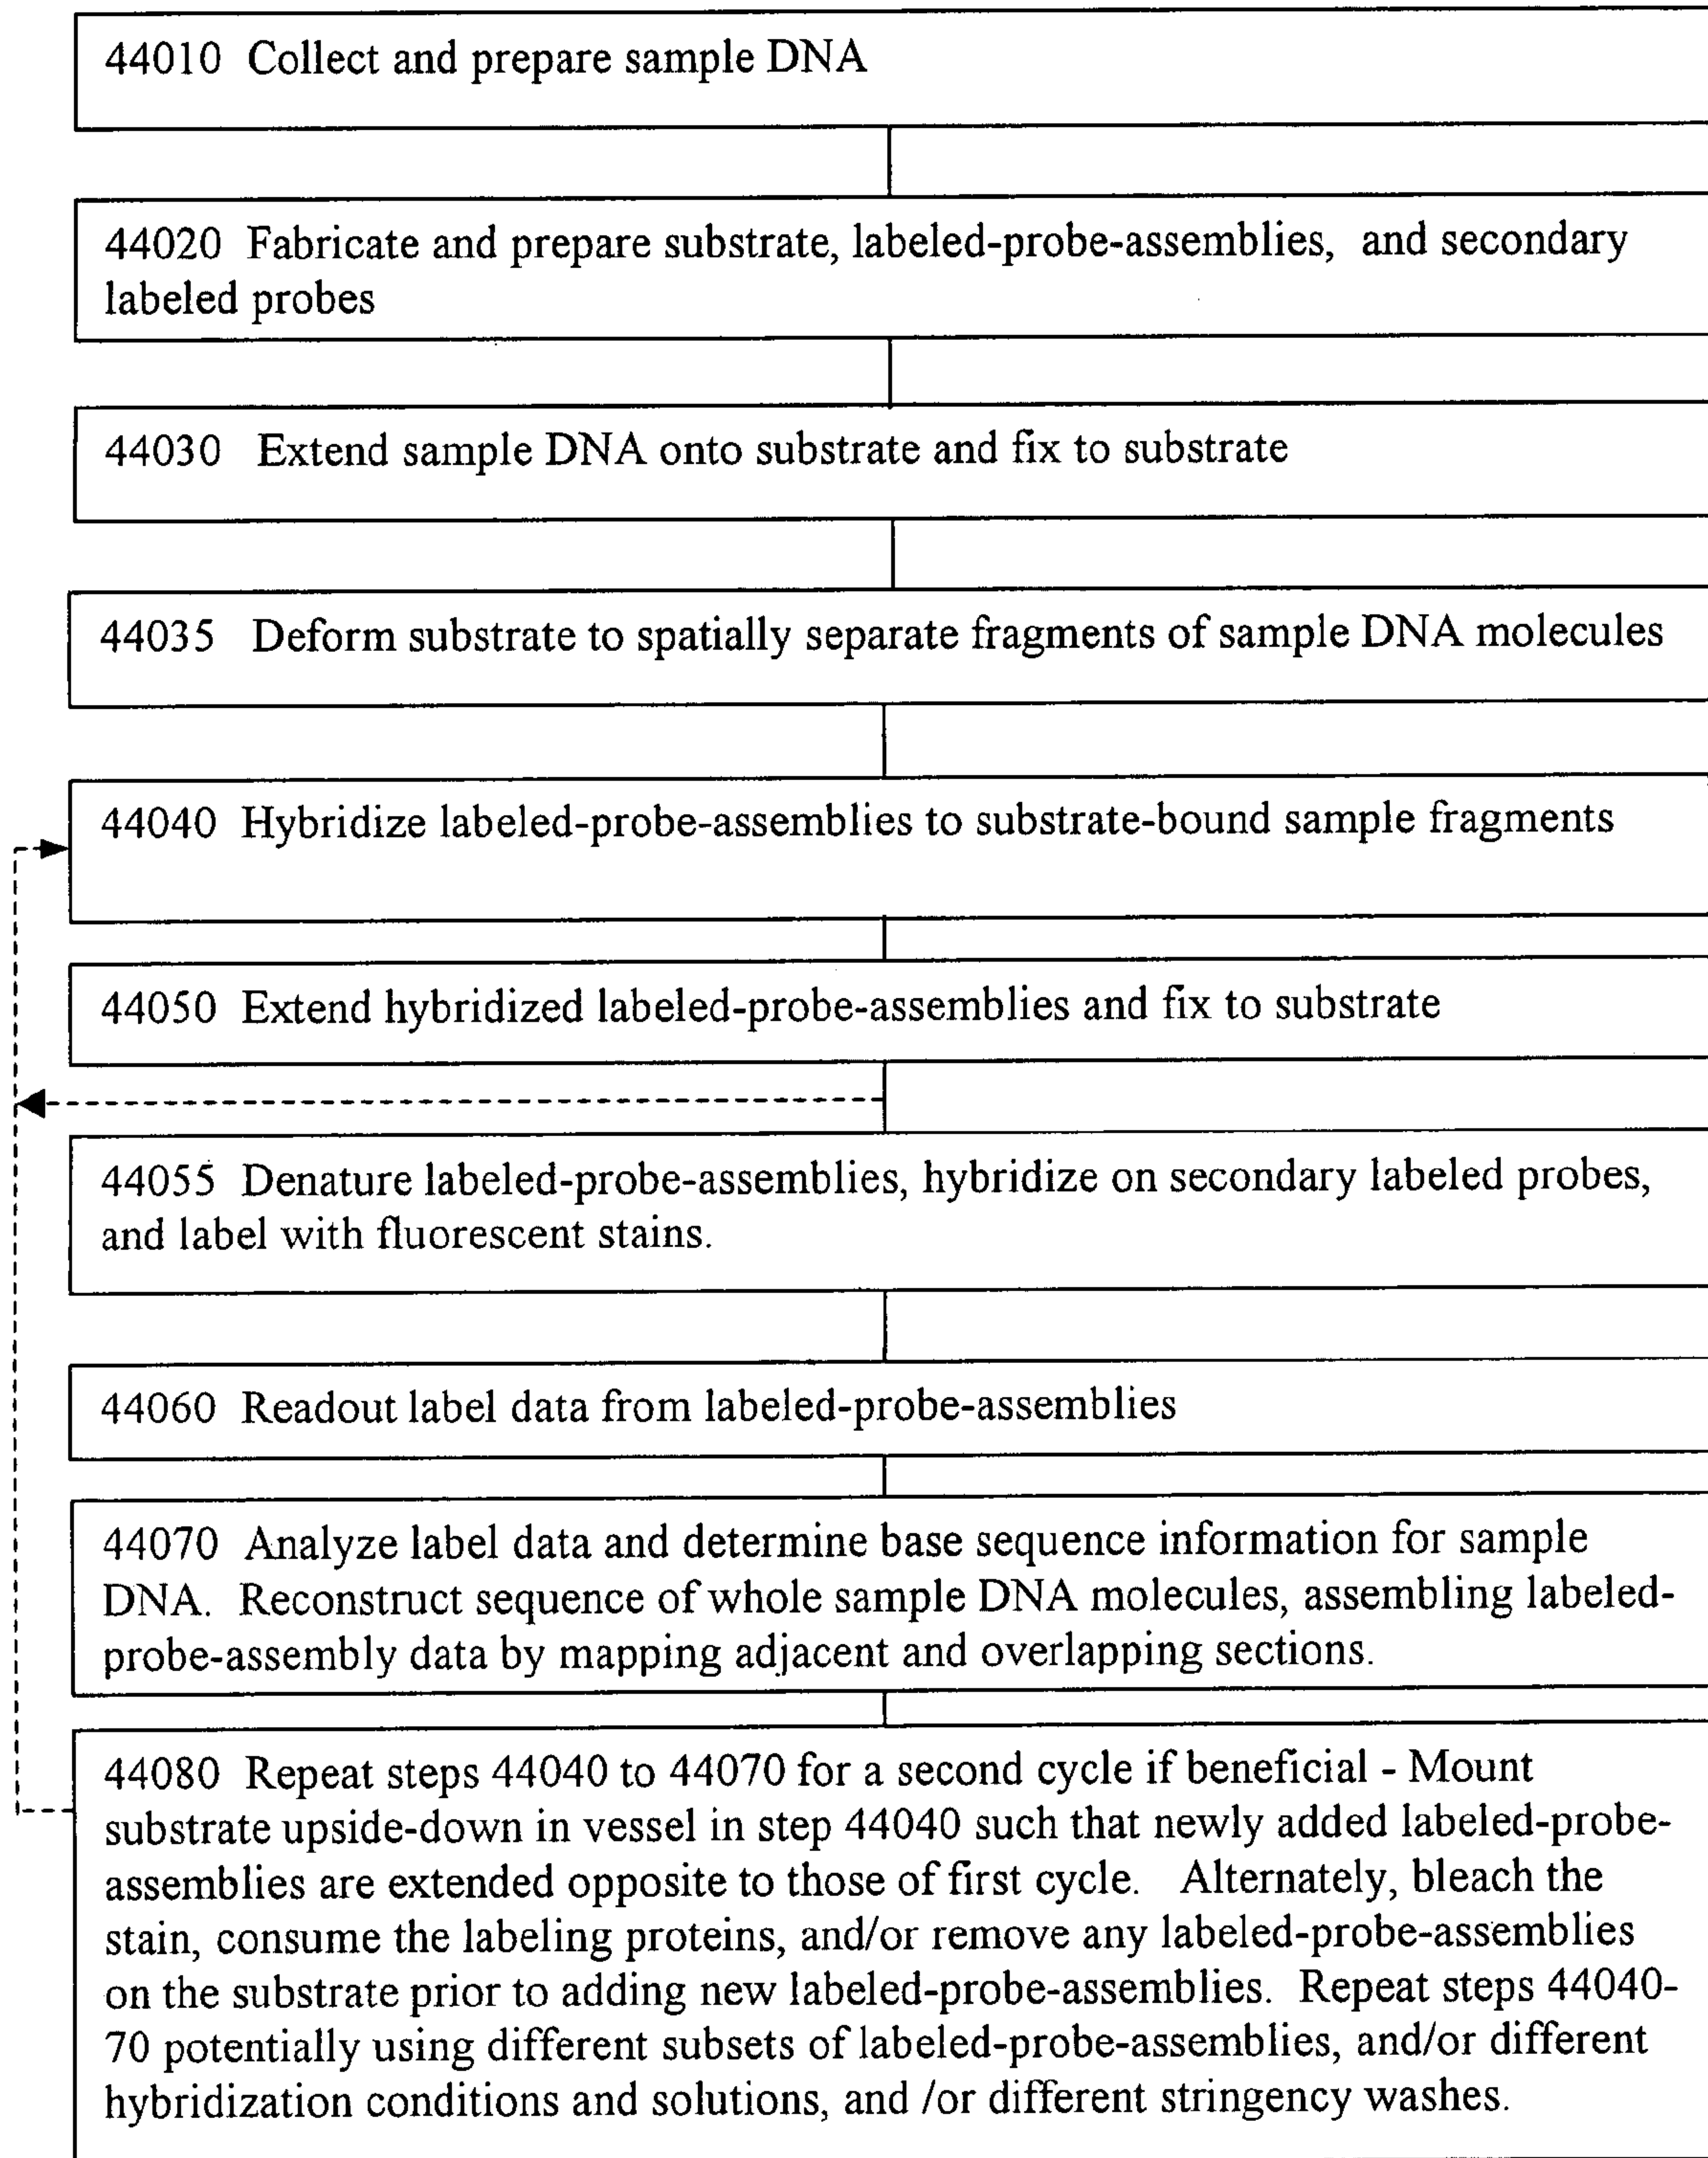 44010 Collect and prepare sample DNA
44020 Fabricate and prepare substrate, labeled-probe-assemblies, and secondary
labeled probes
44030 Extend sample DNA onto substrate and fix to substrate
44035 Deform substrate to spatially separate fragments of sample DNA molecules
44040 Hybridize labeled-probe-assemblies to substrate-bound sample fragments
44050 Extend hybridized labeled-probe-assemblies and fix to substrate
44055 Denature labeled-probe-assemblies, hybridize on secondary labeled probes,
and label with fluorescent stains.
44060 Readout label data from labeled-probe-assemblies
44070 Analyze label data and determine base sequence information for sample
DNA. Reconstruct sequence of whole sample DNA molecules, assembling labeled-
probe-assembly data by mapping adjacent and overlapping sections.
44080 Repeat steps 44040 to 44070 for a second cycle if beneficial - Mount
substrate upside-down in vessel in step 44040 such that newly added labeled-probe-
assemblies are extended opposite to those of first cycle. Alternately, bleach the
stain, consume the labeling proteins, and/or remove any labeled-probe-assemblies
on the substrate prior to adding new labeled-probe-assemblies. Repeat steps 44040-
70 potentially using different subsets of labeled-probe-assemblies, and/or different
hybridization conditions and solutions, and /or different stringency washes.